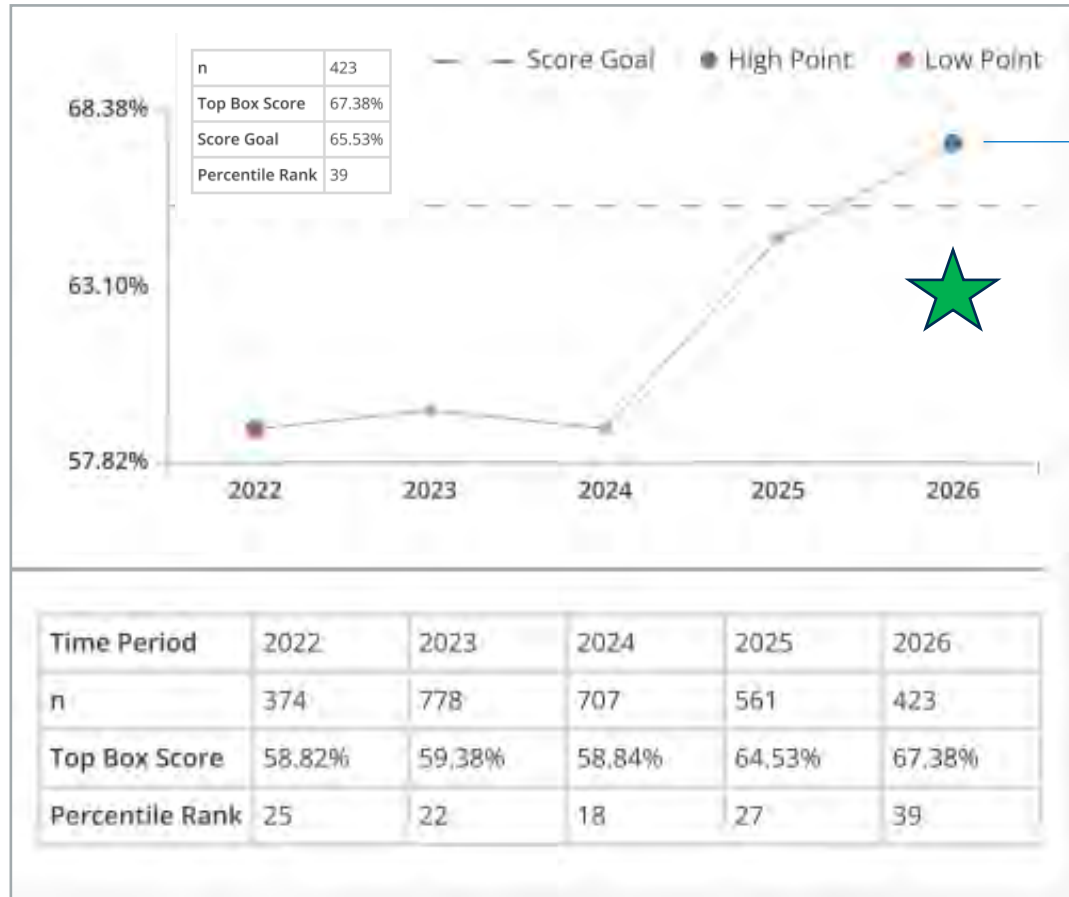 n 423
Top Box Score 67.38%
Score Goal 65.53%
Percentile Rank 39
Score Goal High Point Low Point
68.38%
63.10%
57.82%
2022 2023 2024 2025 2026
Time Period 2022 2023 2024 2025 2026
n 374 778 707 561 423
Top Box Score 58.82% 59.38% 58.84% 64.53% 67.38%
Percentile Rank 25 22 18 27 39